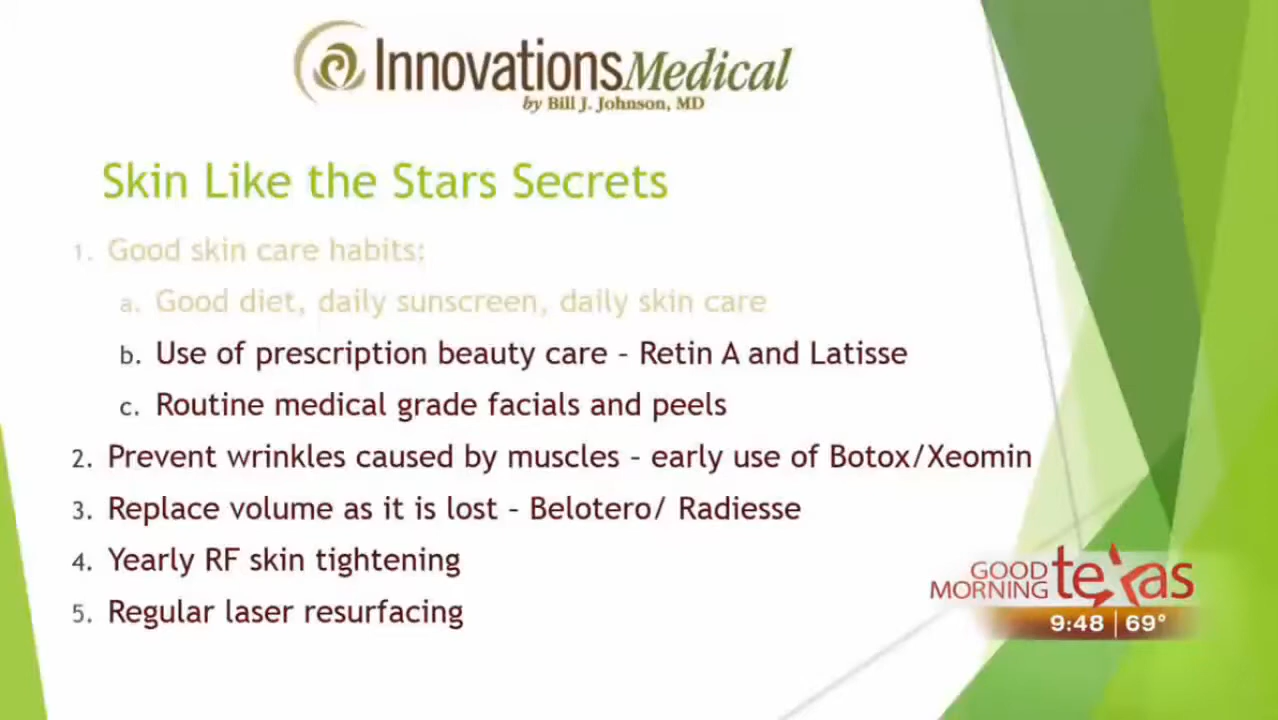 InnovationsMedical
by Bill J. Johnson, MD
Skin Like the Stars Secrets
1. Good skin care habits:
a. Good diet, daily sunscreen, daily skin care
b. Use of prescription beauty care – Retin A and Latisse
c. Routine medical grade facials and peels
2. Prevent wrinkles caused by muscles – early use of Botox/Xeomin
3. Replace volume as it is lost – Belotero/ Radiesse
4. Yearly RF skin tightening
5. Regular laser resurfacing
GOOD
MORNING texas
9:48 | 69°